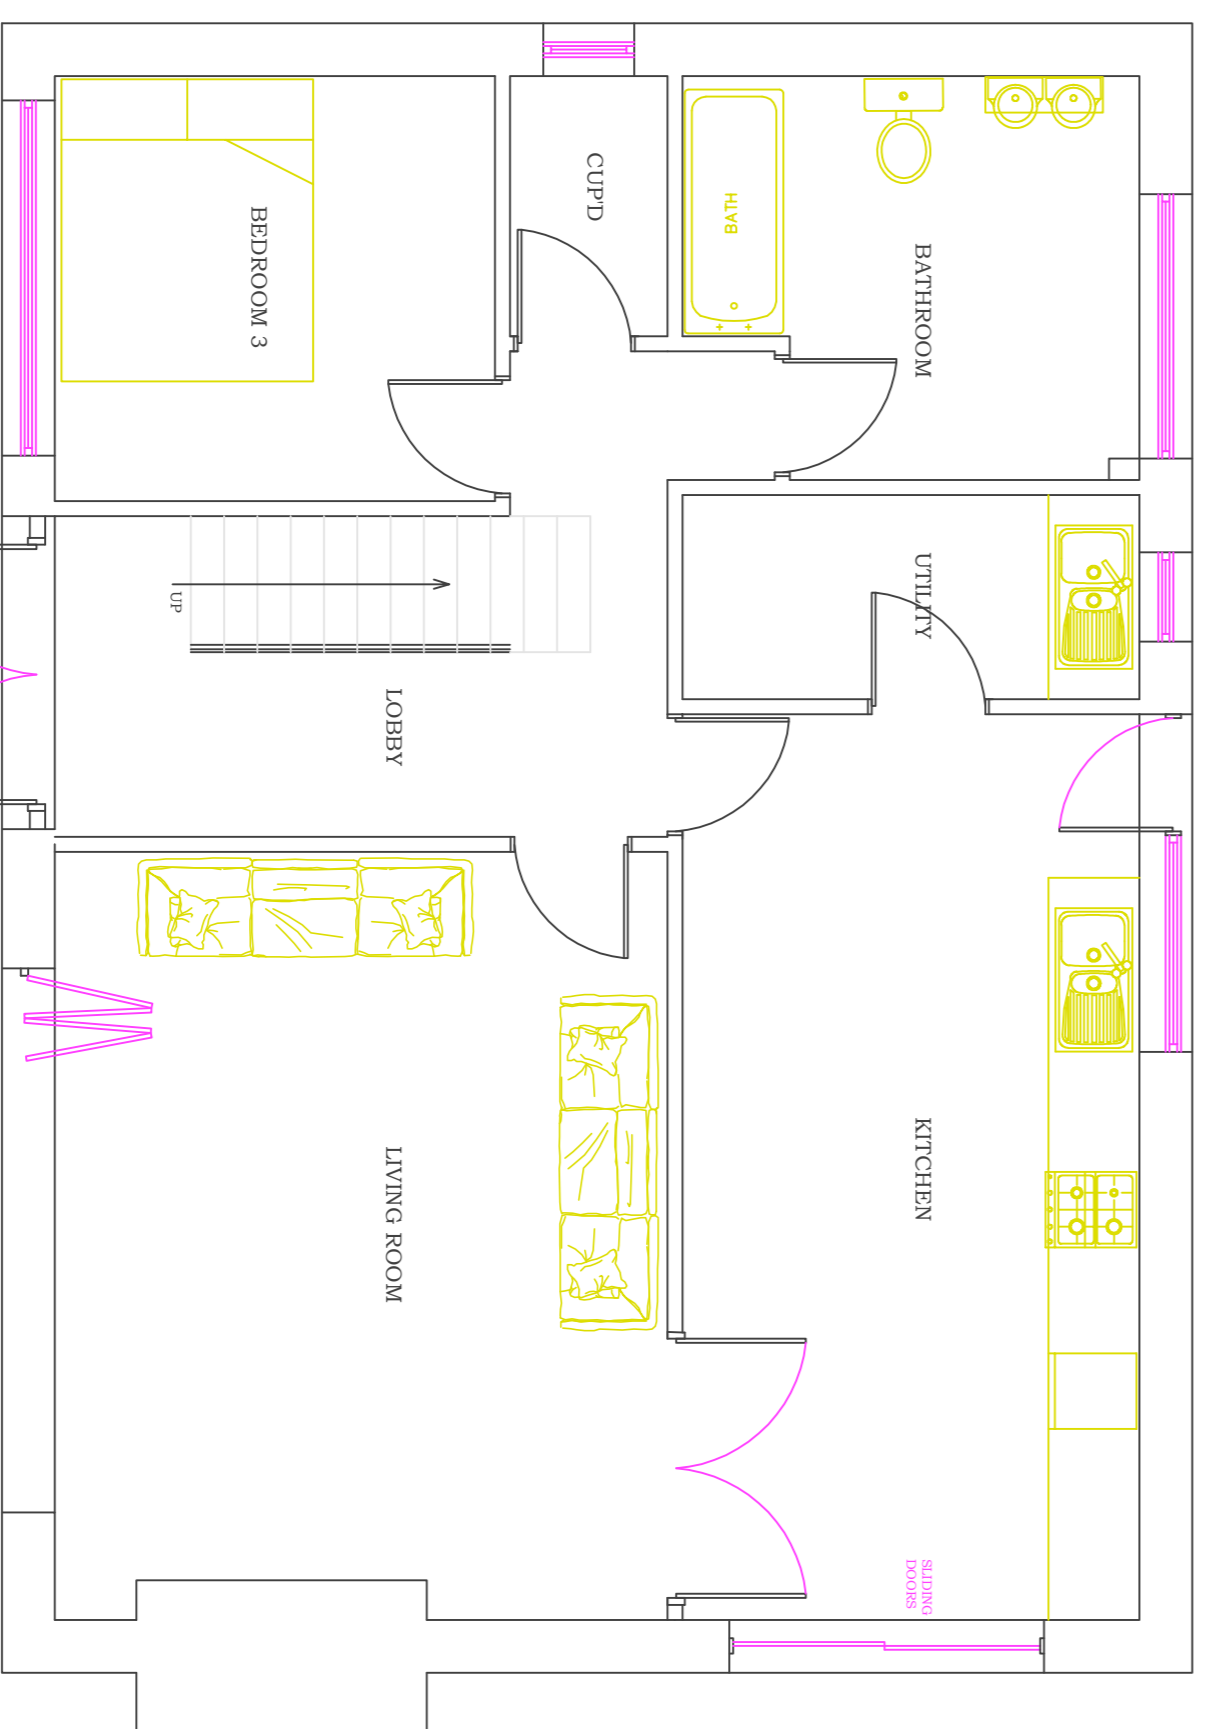 BEDROOM 3
CUP'D
BATH
BATHROOM
UP
LOBBY
UTILITY
LIVING ROOM
KITCHEN
SLIDING
DOORS